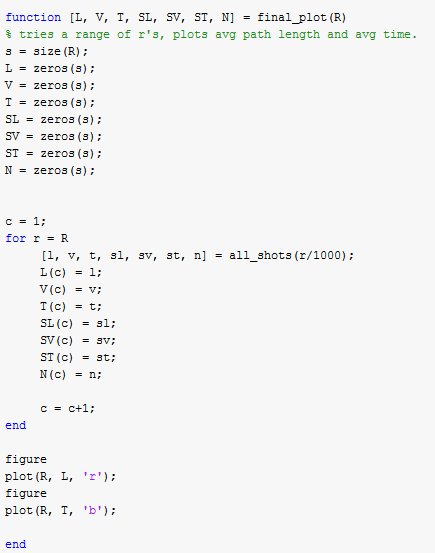 function [L, V, T, SL, SV, ST, N] = final_plot(R)
% tries a range of r's, plots avg path length and avg time.
s = size(R);
L = zeros(s);
V = zeros(s);
T = zeros(s);
SL = zeros(s);
SV = zeros(s);
ST = zeros(s);
N = zeros(s);
c = 1;
for r = R
[l, v, t, sl, sv, st, n] = all_shots(r/1000);
L(c) = l;
V(c) = v;
T(c) = t;
SL(c) = sl;
SV(c) = sv;
ST(c) = st;
N(c) = n;
c = c+1;
end
figure
plot(R, L, 'r');
figure
plot(R, T, 'b');
end